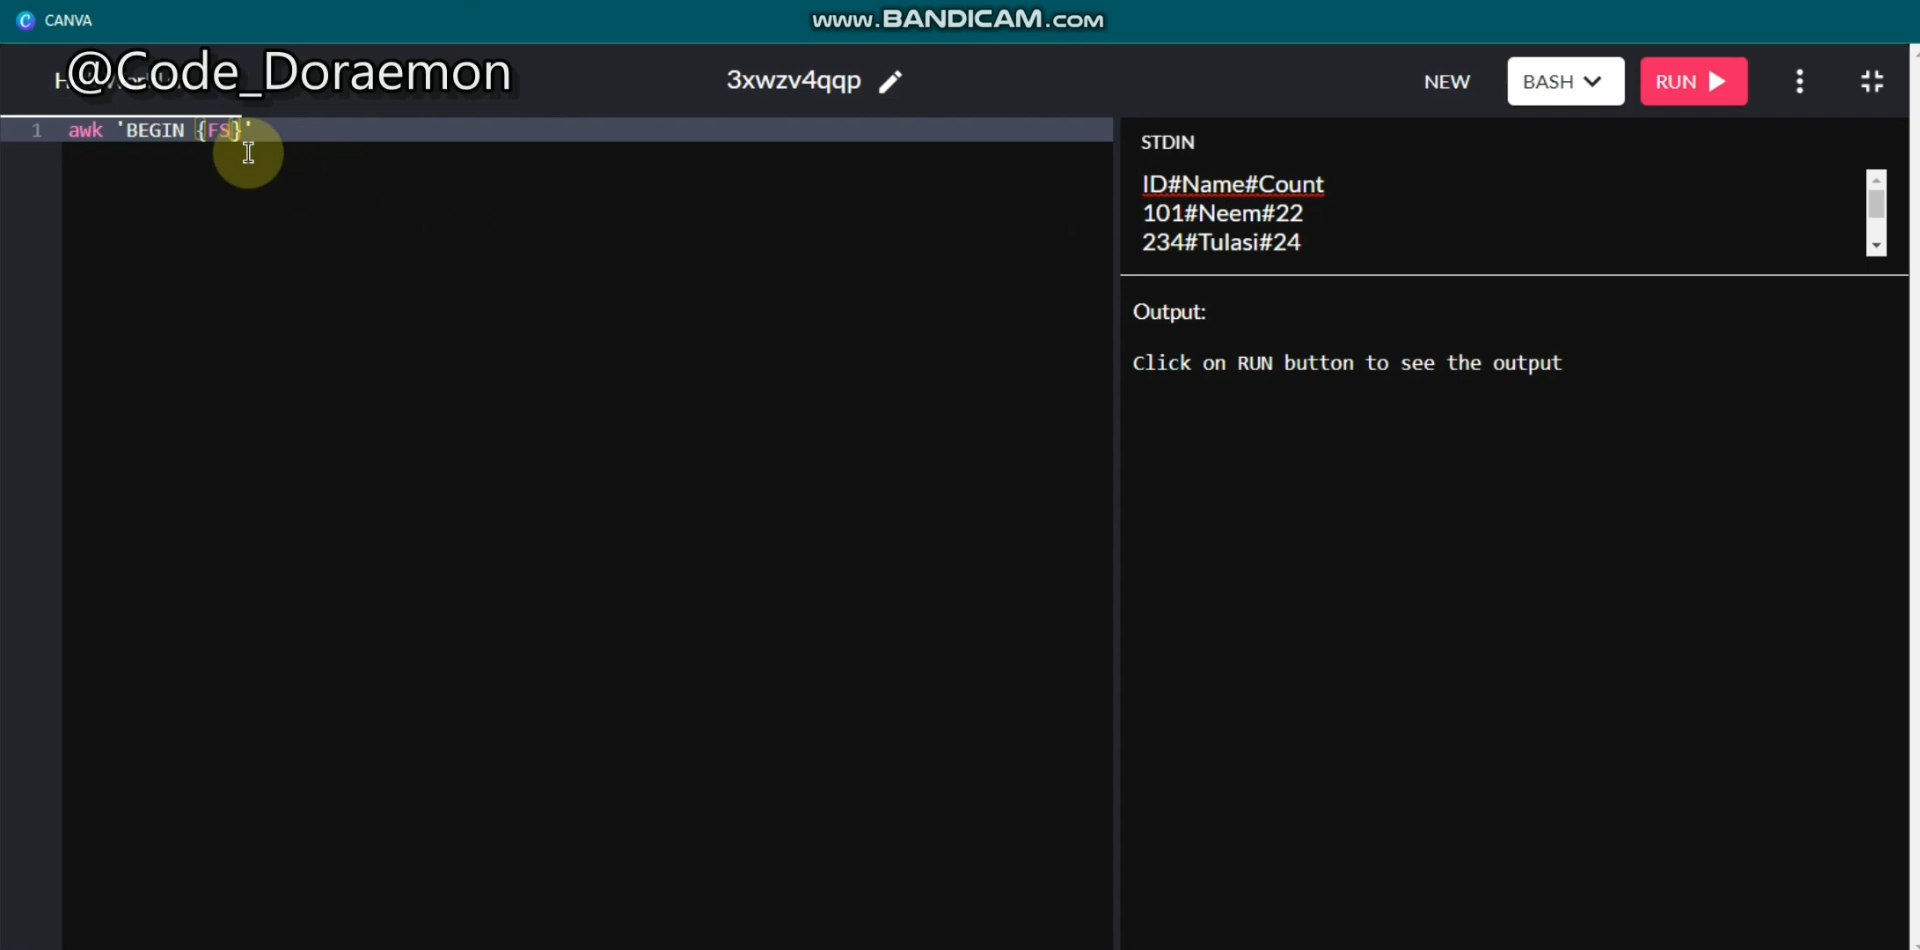 CANVA
www.BANDICAM.com
@Code_Doraemon
3xwzv4qqp
NEW
BASH
RUN
1 awk 'BEGIN {FS}'
STDIN
ID#Name#Count
101#Neem#22
234#Tulasi#24
Output:
Click on RUN button to see the output